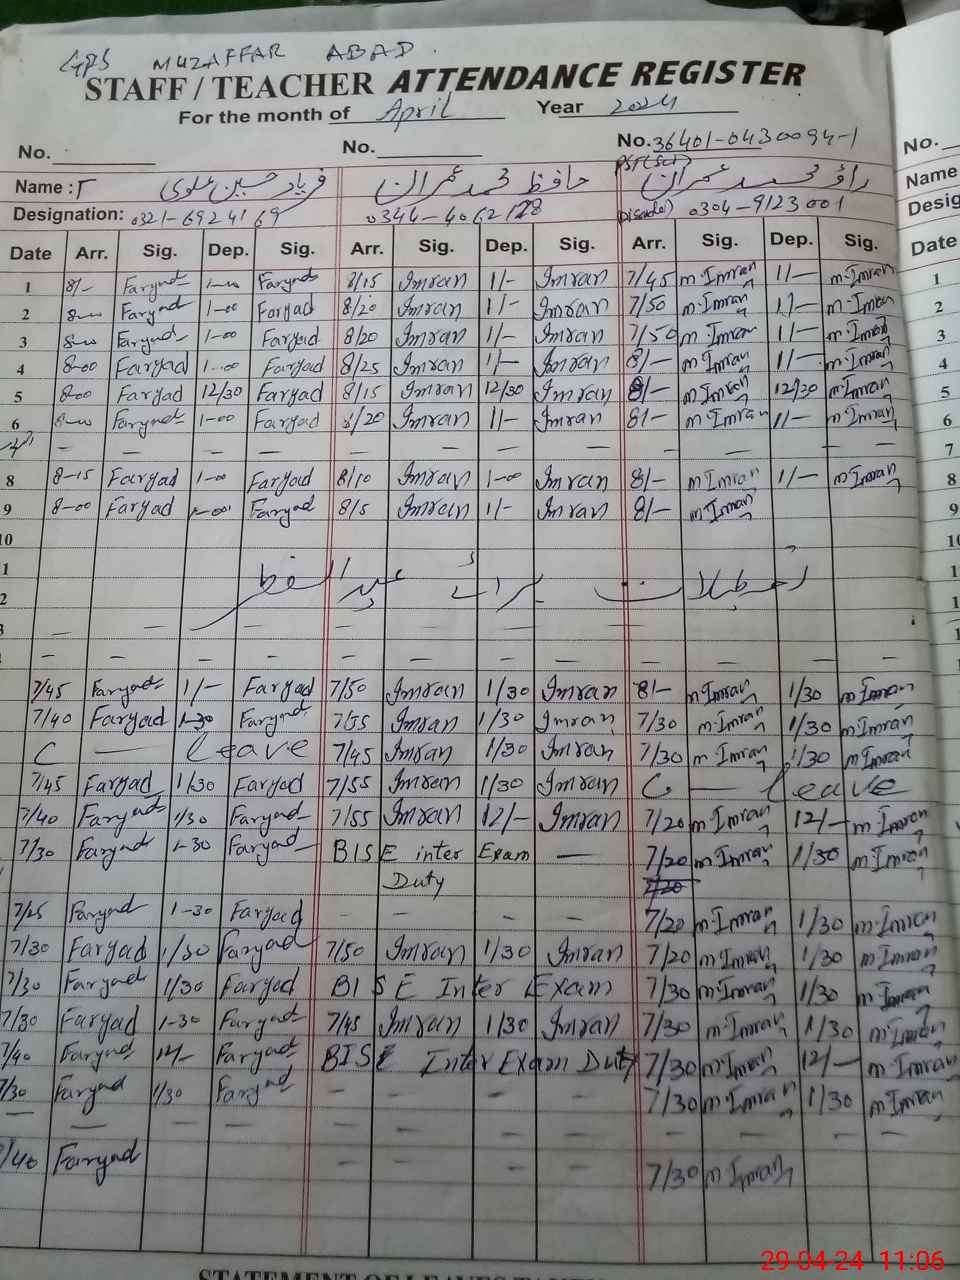 GPS MUZAFFAR ABAD.
STAFF / TEACHER ATTENDANCE REGISTER
For the month of April Year 2024
No. No. No. 36401-0430094-1
No.
PST(SCI)
Name : فریاد حسین علوی حافظ محمد عمران راؤ محمد عمران
Name
Designation: 0321-6924169 0344-4062128 (Disable) 0304-9123001
Desig
Date Arr. Sig. Dep. Sig. Arr. Sig. Dep. Sig. Arr. Sig. Dep. Sig. Date
1 8/- Faryad 1-00 Faryad 8/15 Imran 1/- Imran 7/45 m.Imran 1/- m.Imran 1
2 8-00 Faryad 1-00 Faryad 8/20 Imran 1/- Imran 7/50 m.Imran 1/- m.Imran 2
3 8-00 Faryad 1-00 Faryad 8/20 Imran 1/- Imran 7/50 m.Imran 1/- m.Imran 3
4 8-00 Faryad 1-00 Faryad 8/25 Imran 1/- Imran 8/- m.Imran 1/- m.Imran 4
5 8-00 Faryad 12/30 Faryad 8/15 Imran 12/30 Imran 8/- m.Imran 12/30 m.Imran 5
6 8-00 Faryad 1-00 Faryad 8/20 Imran 1/- Imran 8/- m.Imran 1/- m.Imran 6
— — — — — — — — — — — — 7
8 8-15 Faryad 1-00 Faryad 8/10 Imran 1-00 Imran 8/- m Imran 1/- m.Imran 8
9 8-00 Faryad 1-00 Faryad 8/5 Imran 1/- Imran 8/- m.Imran 9
10 10
1 1
تعطیلات برائے عید الفطر
2 1
3 — — — — — — — — 1
— — — — — — — — — — — —
7/45 Faryad 1/- Faryad 7/50 Imran 1/30 Imran 8/- m.Imran 1/30 m.Imran
7/40 Faryad 1-30 Faryad 7/55 Imran 1/30 Imran 7/30 m.Imran 1/30 m.Imran
C — leave 7/45 Imran 1/30 Imran 7/30 m.Imran 1/30 m.Imran
7/45 Faryad 1/30 Faryad 7/55 Imran 1/30 Imran C — leave
7/40 Faryad 1/30 Faryad 7/55 Imran 12/- Imran 7/20 m.Imran 12/- m.Imran
7/30 Faryad 1-30 Faryad BISE inter Exam — 7/20 m.Imran 1/30 m.Imran
Duty 7/20
7/25 Faryad 1-30 Faryad - - - - 7/20 m.Imran 1/30 m.Imran
7/30 Faryad 1/30 Faryad 7/50 Imran 1/30 Imran 7/20 m.Imran 1/30 m.Imran
7/30 Faryad 1/30 Faryad BISE Inter Exam 7/30 m.Imran 1/30 m.Imran
7/30 Faryad 1-30 Faryad 7/45 Imran 1/30 Imran 7/30 m.Imran 1/30 m.Imran
7/40 Faryad 12/- Faryad BISE Inter Exam Duty 7/30 m.Imran 12/- m.Imran
7/30 Faryad 1/30 Faryad - - - - 7/30 m.Imran 1/30 m.Imran
— — — — — — — — — — — —
7/40 Faryad - - - - 7/30 m.Imran
29-04-24 11:06